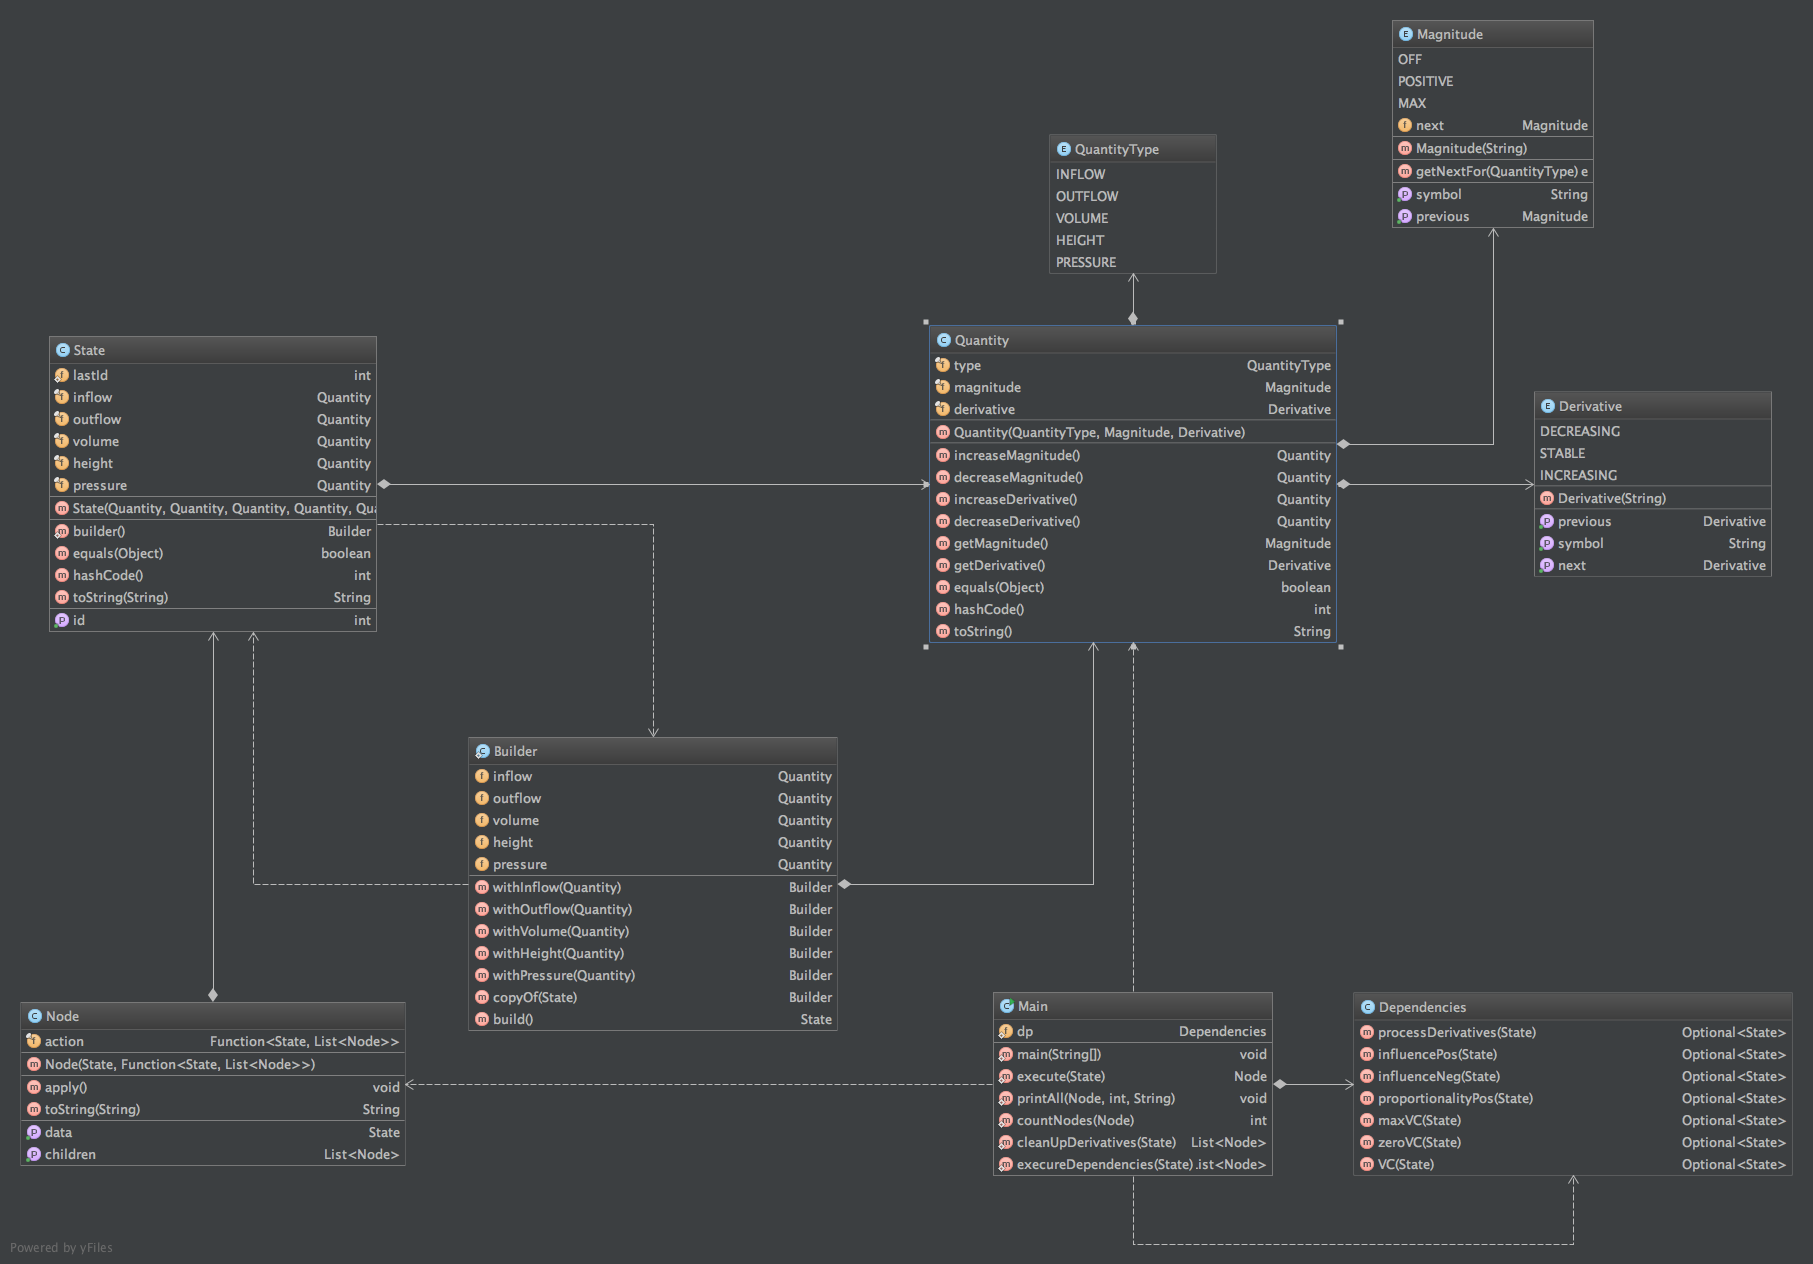 Magnitude
OFF
POSITIVE
MAX
next Magnitude
Magnitude(String)
getNextFor(QuantityType) e
symbol String
previous Magnitude
QuantityType
INFLOW
OUTFLOW
VOLUME
HEIGHT
PRESSURE
State
lastId int
inflow Quantity
outflow Quantity
volume Quantity
height Quantity
pressure Quantity
State(Quantity, Quantity, Quantity, Quantity, Qua
builder() Builder
equals(Object) boolean
hashCode() int
toString(String) String
id int
Quantity
type QuantityType
magnitude Magnitude
derivative Derivative
Quantity(QuantityType, Magnitude, Derivative)
increaseMagnitude() Quantity
decreaseMagnitude() Quantity
increaseDerivative() Quantity
decreaseDerivative() Quantity
getMagnitude() Magnitude
getDerivative() Derivative
equals(Object) boolean
hashCode() int
toString() String
Derivative
DECREASING
STABLE
INCREASING
Derivative(String)
previous Derivative
symbol String
next Derivative
Builder
inflow Quantity
outflow Quantity
volume Quantity
height Quantity
pressure Quantity
withInflow(Quantity) Builder
withOutflow(Quantity) Builder
withVolume(Quantity) Builder
withHeight(Quantity) Builder
withPressure(Quantity) Builder
copyOf(State) Builder
build() State
Node
action Function<State, List<Node>>
Node(State, Function<State, List<Node>>)
apply() void
toString(String) String
data State
children List<Node>
Main
dp Dependencies
main(String[]) void
execute(State) Node
printAll(Node, int, String) void
countNodes(Node) int
cleanUpDerivatives(State) List<Node>
execureDependencies(State) .ist<Node>
Dependencies
processDerivatives(State) Optional<State>
influencePos(State) Optional<State>
influenceNeg(State) Optional<State>
proportionalityPos(State) Optional<State>
maxVC(State) Optional<State>
zeroVC(State) Optional<State>
VC(State) Optional<State>
Powered by yFiles